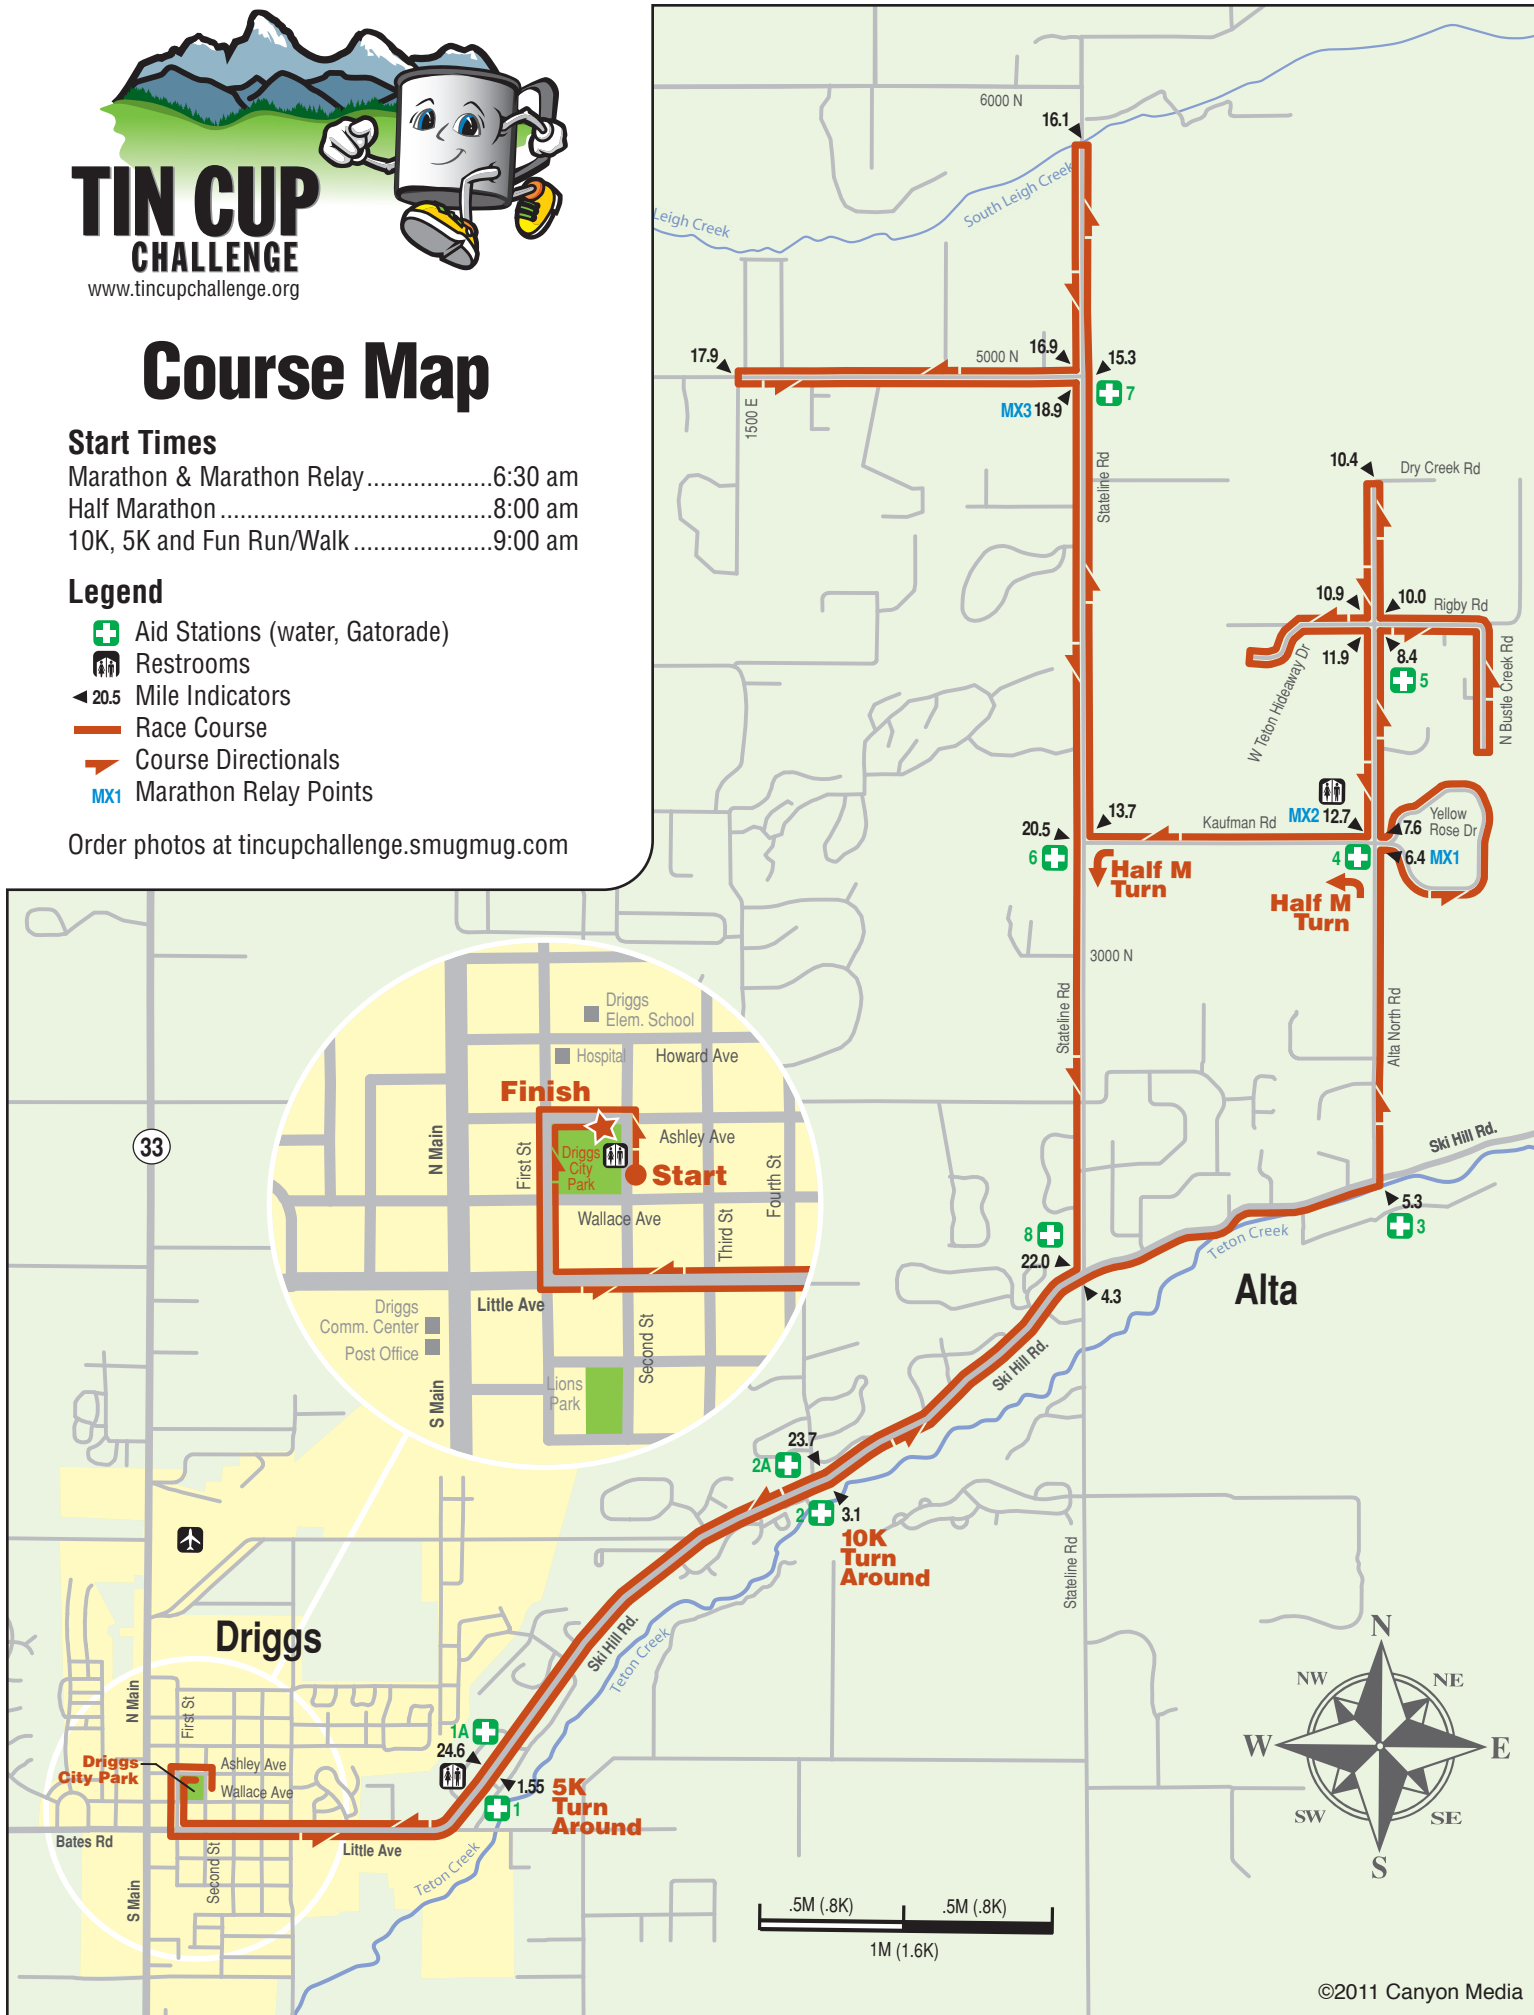 TIN CUP
CHALLENGE
www.tincupchallenge.org
Course Map
Start Times
Marathon & Marathon Relay...................6:30 am
Half Marathon.........................................8:00 am
10K, 5K and Fun Run/Walk.....................9:00 am
Legend
Aid Stations (water, Gatorade)
Restrooms
20.5 Mile Indicators
Race Course
Course Directionals
MX1 Marathon Relay Points
Order photos at tincupchallenge.smugmug.com
6000 N
16.1
South Leigh Creek
Leigh Creek
17.9
16.9
5000 N
15.3
7
MX3 18.9
1500 E
Stateline Rd
10.4
Dry Creek Rd
10.9
10.0
Rigby Rd
11.9
8.4
5
W Teton Hideaway Dr
N Bustle Creek Rd
MX2 12.7
13.7
Kaufman Rd
20.5
6
7.6
Yellow
Rose Dr
4
6.4 MX1
Half M
Turn
Half M
Turn
3000 N
Stateline Rd
Alta North Rd
Ski Hill Rd.
5.3
3
Teton Creek
8
22.0
4.3
Alta
Ski Hill Rd.
33
Driggs
Elem. School
Hospital
Howard Ave
Finish
Ashley Ave
N Main
First St
Driggs
City
Park
Start
Fourth St
Wallace Ave
Third St
Little Ave
Driggs
Comm. Center
Post Office
Second St
Lions
Park
S Main
23.7
2A
2
3.1
10K
Turn
Around
Stateline Rd
Driggs
Ski Hill Rd.
Teton Creek
N Main
First St
1A
24.6
1.55
1
5K
Turn
Around
Driggs
City Park
Ashley Ave
Wallace Ave
Bates Rd
Little Ave
Second St
S Main
Teton Creek
N
NW
NE
W
E
SW
SE
S
.5M (.8K)
.5M (.8K)
1M (1.6K)
©2011 Canyon Media